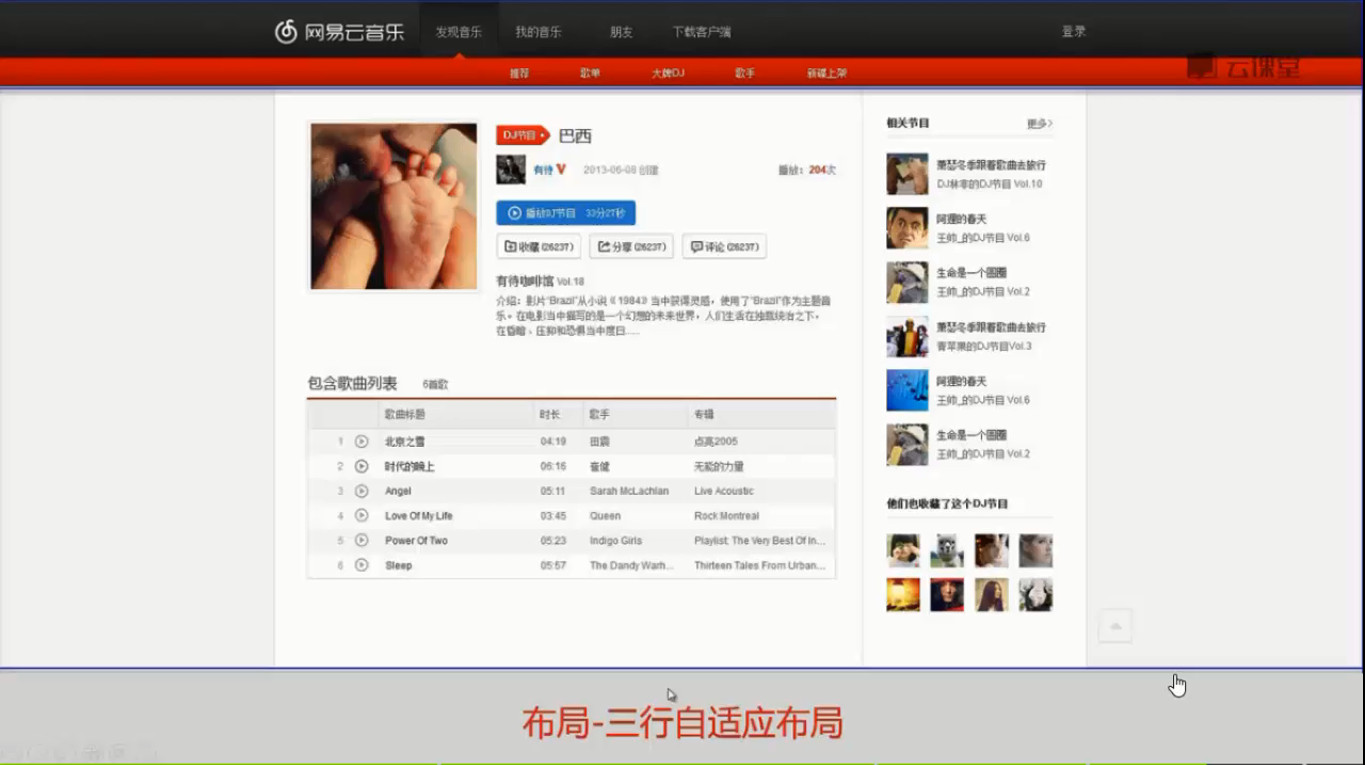 网易云音乐
发现音乐
我的音乐
朋友
下载客户端
登录
云课堂
推荐
歌单
大牌DJ
歌手
新碟上架
DJ节目
巴西
有待 V
2013-06-08 创建
播放：204次
播放DJ节目 33分27秒
收藏 (26237)
分享 (26237)
评论 (26237)
有待咖啡馆 Vol.18
介绍：影片"Brazil"从小说《1984》当中获得灵感，使用了"Brazil"作为主题音
乐。在电影当中描写的是一个幻想的未来世界，人们生活在独裁统治之下，
在昏暗、压抑和恐惧当中度日.....
包含歌曲列表 6首歌
歌曲标题 时长 歌手 专辑
1 北京之雪 04:19 田震 点亮2005
2 时代的晚上 06:16 崔健 无能的力量
3 Angel 05:11 Sarah McLachlan Live Acoustic
4 Love Of My Life 03:45 Queen Rock Montreal
5 Power Of Two 05:23 Indigo Girls Playlist: The Very Best Of In...
6 Sleep 05:57 The Dandy Warh... Thirteen Tales From Urban...
相关节目 更多>
萧瑟冬季跟着歌曲去旅行
DJ林零的DJ节目 Vol.10
阿狸的春天
王帅_的DJ节目 Vol.6
生命是一个圆圈
王帅_的DJ节目 Vol.2
萧瑟冬季跟着歌曲去旅行
青苹果的DJ节目Vol.3
阿狸的春天
王帅_的DJ节目 Vol.6
生命是一个圆圈
王帅_的DJ节目 Vol.2
他们也收藏了这个DJ节目
布局-三行自适应布局